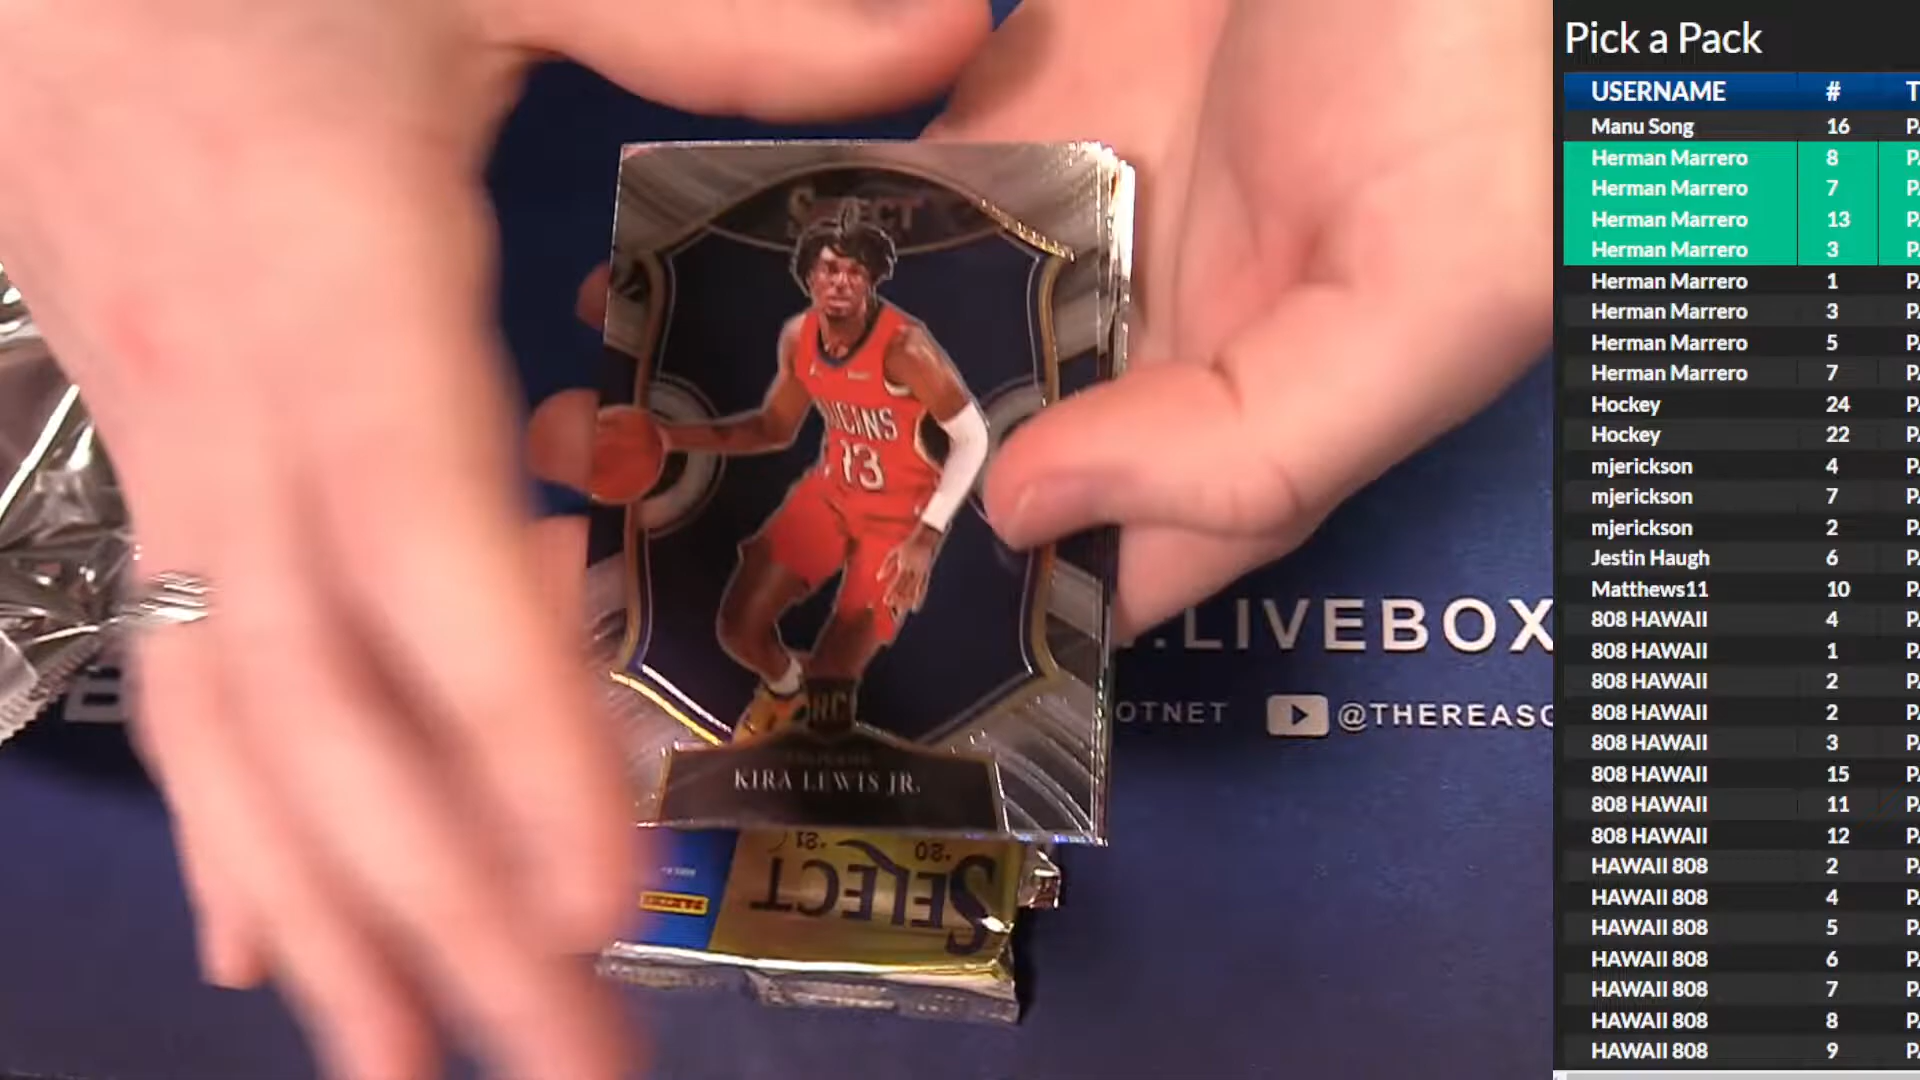 Pick a Pack
USERNAME # T
Manu Song 16 P
Herman Marrero 8 P
Herman Marrero 7 P
Herman Marrero 13 P
Herman Marrero 3 P
Herman Marrero 1 P
Herman Marrero 3 P
Herman Marrero 5 P
Herman Marrero 7 P
Hockey 24 P
Hockey 22 P
mjerickson 4 P
mjerickson 7 P
mjerickson 2 P
Jestin Haugh 6 P
Matthews11 10 P
808 HAWAII 4 P
808 HAWAII 1 P
808 HAWAII 2 P
808 HAWAII 2 P
808 HAWAII 3 P
808 HAWAII 15 P
808 HAWAII 11 P
808 HAWAII 12 P
HAWAII 808 2 P
HAWAII 808 4 P
HAWAII 808 5 P
HAWAII 808 6 P
HAWAII 808 7 P
HAWAII 808 8 P
HAWAII 808 9 P
SELECT
13
RC
KIRA LEWIS JR.
.LIVEBOX
OTNET @THEREASO
'20 '21
SELECT
PANINI